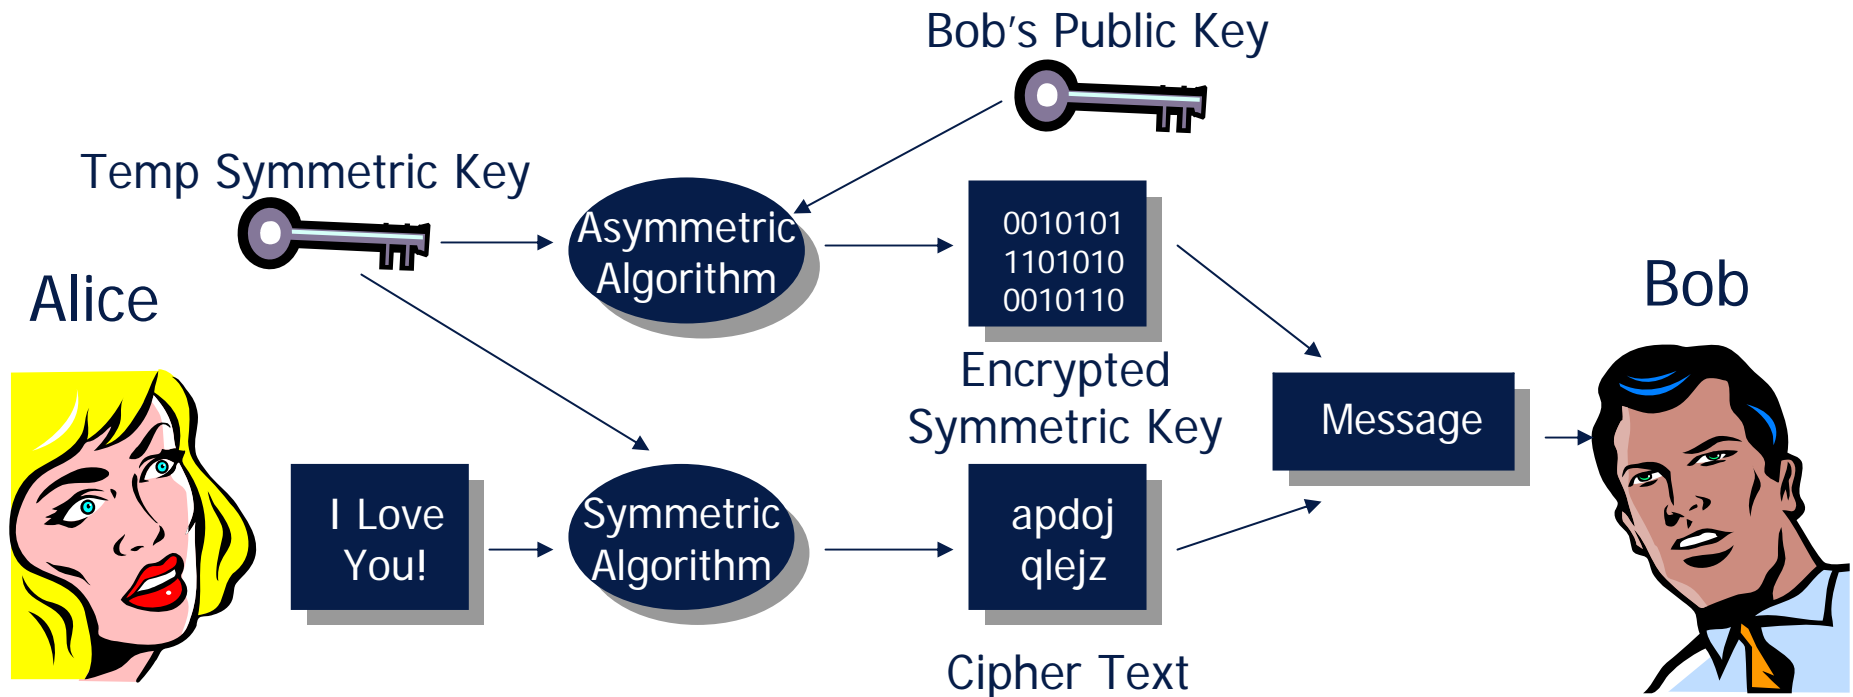 Bob's Public Key
Temp Symmetric Key
Asymmetric
Algorithm
0010101
1101010
0010110
Alice
Bob
Encrypted
Symmetric Key
Message
I Love
You!
Symmetric
Algorithm
apdoj
qlejz
Cipher Text